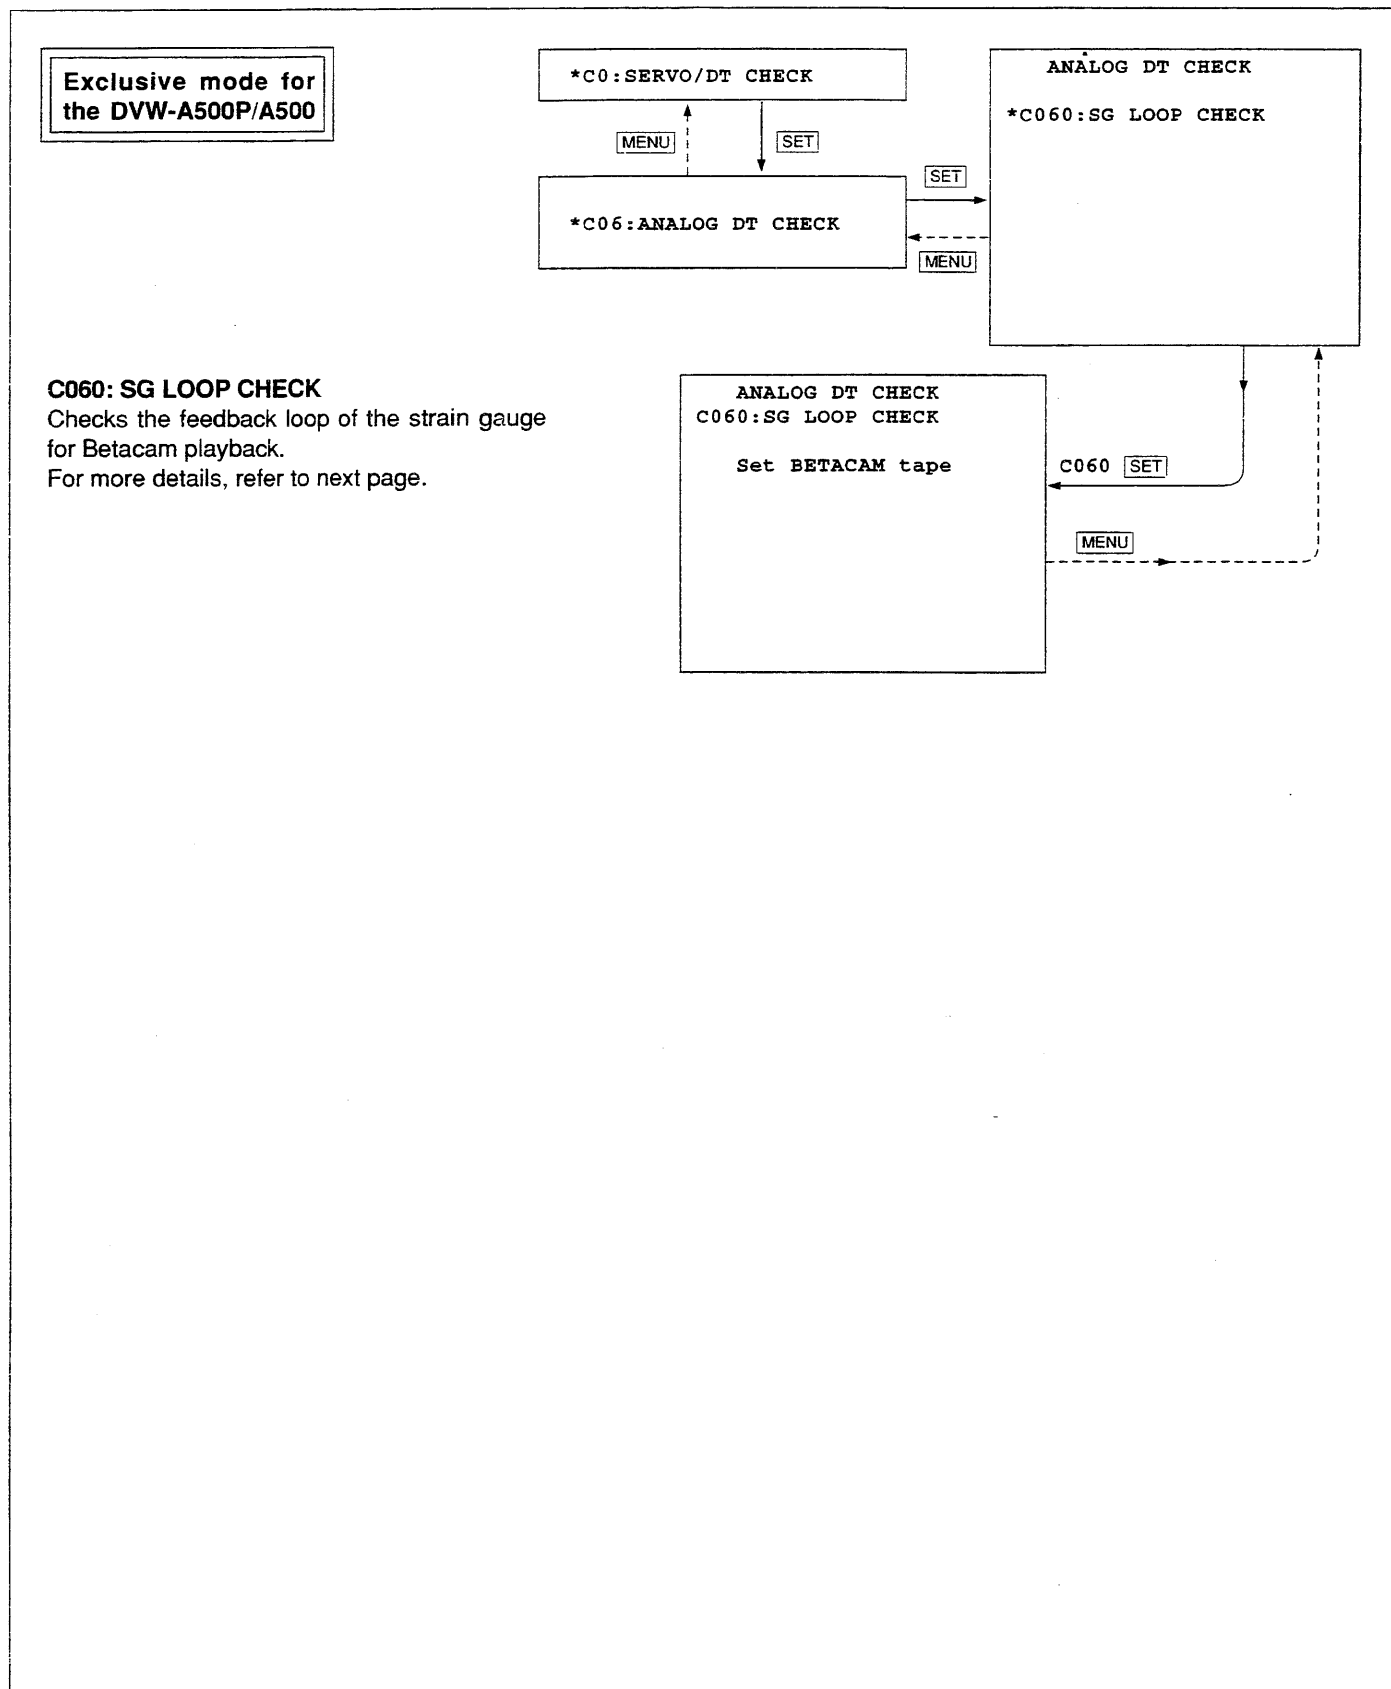 Exclusive mode for
the DVW-A500P/A500
*C0:SERVO/DT CHECK
MENU
SET
*C06:ANALOG DT CHECK
SET
MENU
ANALOG DT CHECK
*C060:SG LOOP CHECK
C060: SG LOOP CHECK
Checks the feedback loop of the strain gauge
for Betacam playback.
For more details, refer to next page.
ANALOG DT CHECK
C060:SG LOOP CHECK
Set BETACAM tape
C060 SET
MENU